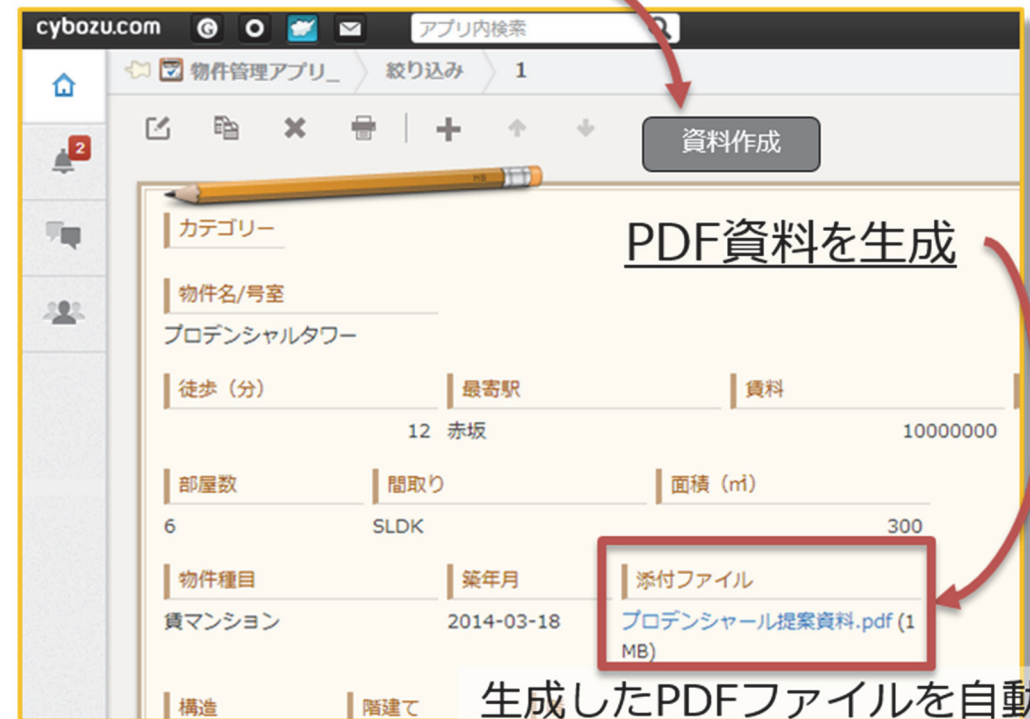 cybozu.com
アプリ内検索
物件管理アプリ_ 絞り込み 1
2
資料作成
HB
カテゴリー
PDF資料を生成
物件名/号室
プロデンシャルタワー
徒歩（分） 最寄駅 賃料
12 赤坂 10000000
部屋数 間取り 面積（㎡）
6 SLDK 300
物件種目 築年月 添付ファイル
賃マンション 2014-03-18 プロデンシャール提案資料.pdf (1
MB)
構造 階建て
生成したPDFファイルを自動